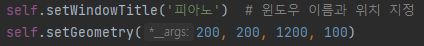 self.setWindowTitle('피아노')  # 윈도우 이름과 위치 지정
self.setGeometry( *__args: 200, 200, 1200, 100)